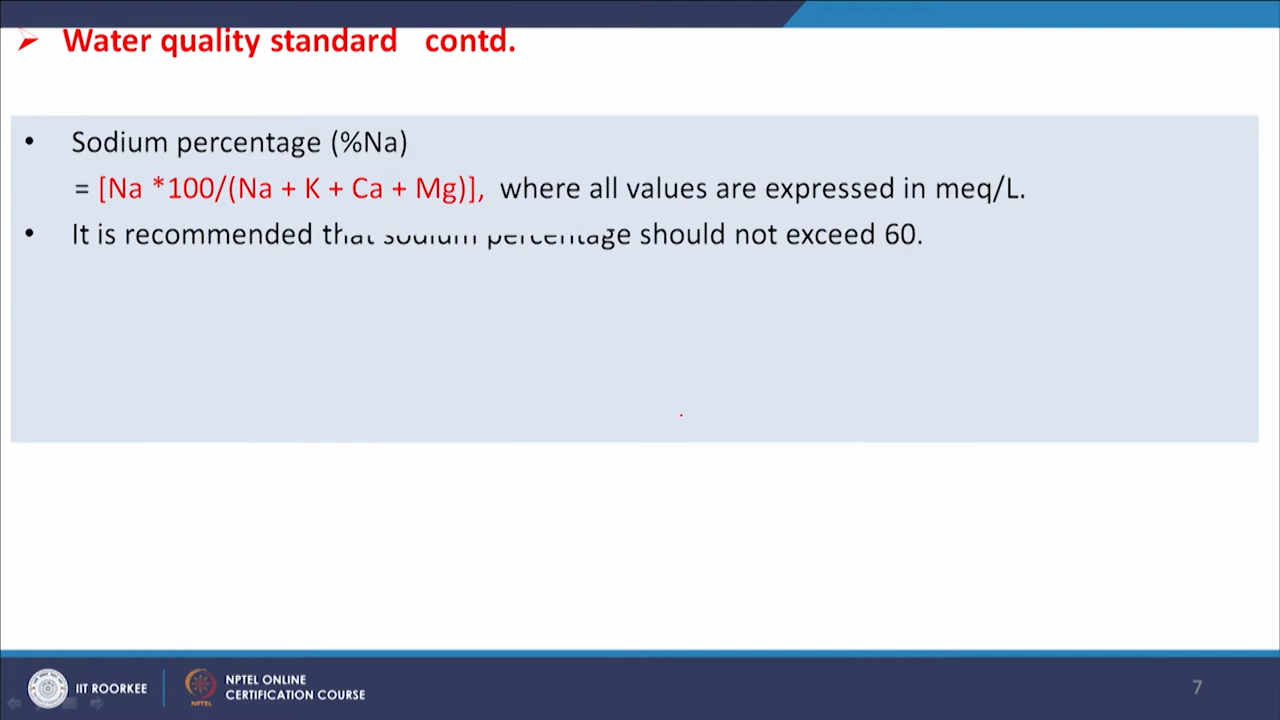 Water quality standard contd.
• Sodium percentage (%Na)
= [Na *100/(Na + K + Ca + Mg)], where all values are expressed in meq/L.
• It is recommended that sodium percentage should not exceed 60.
IIT ROORKEE
NPTEL ONLINE
CERTIFICATION COURSE
NPTEL
7